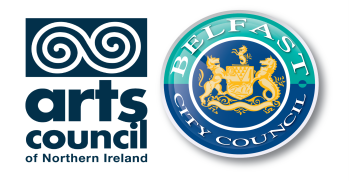 arts
council
of Northern Ireland
BELFAST
CITY COUNCIL